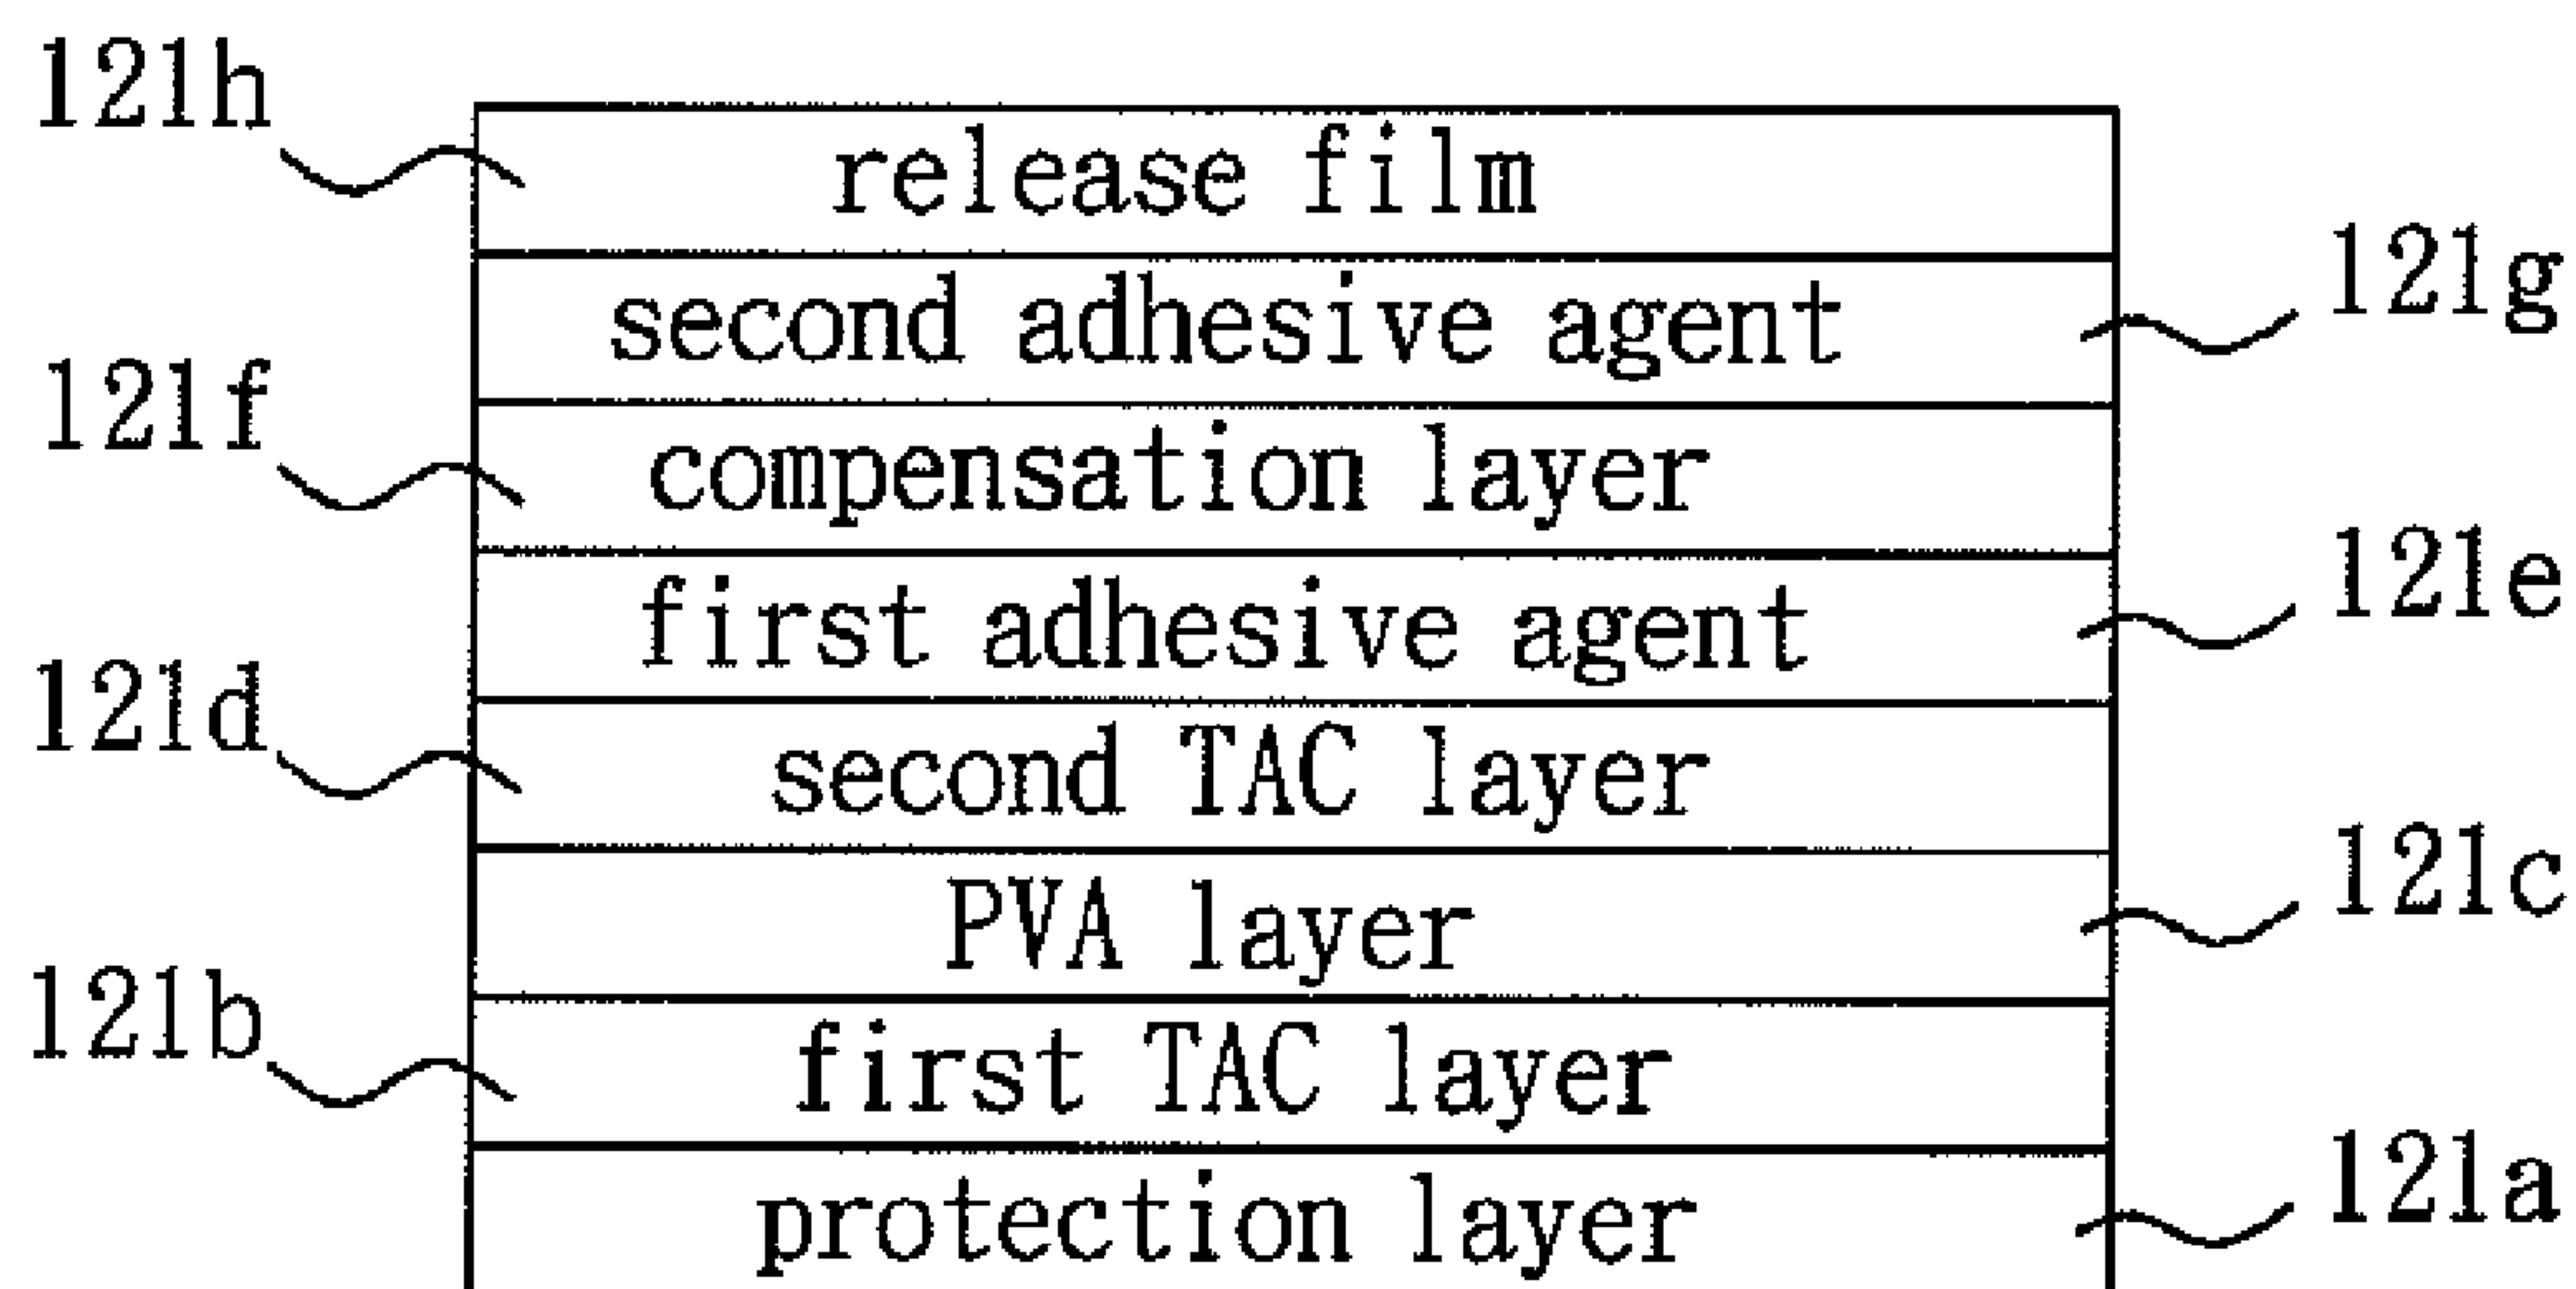 121h
release film
second adhesive agent
121g
121f
compensation layer
first adhesive agent
121e
121d
second TAC layer
PVA layer
121c
121b
first TAC layer
protection layer
121a